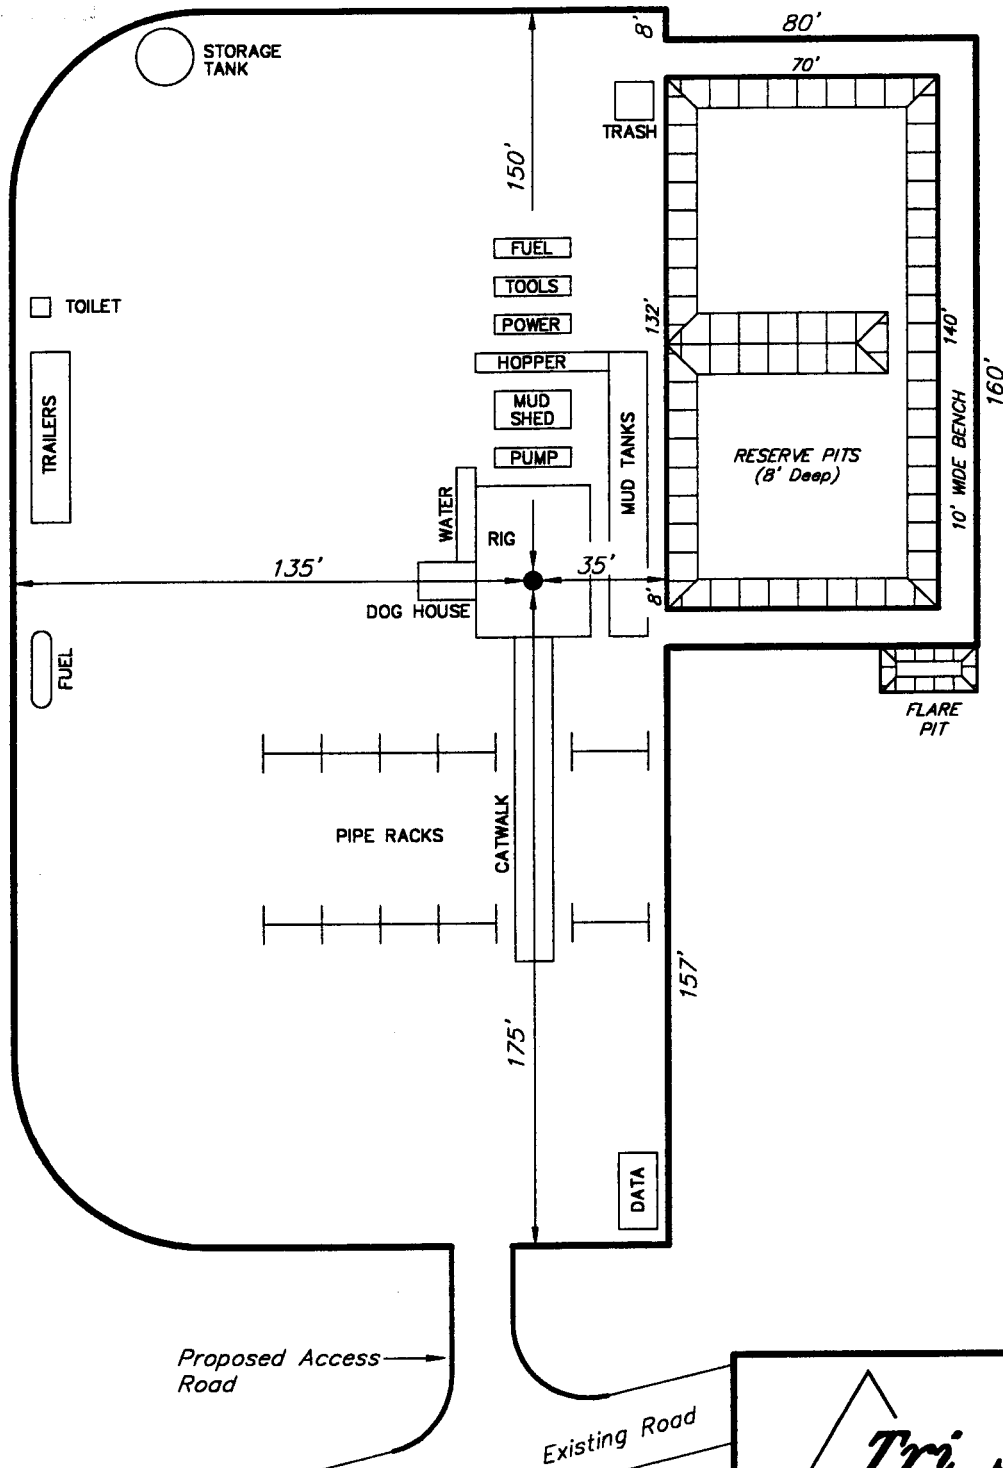 8'
80'
STORAGE
TANK
70'
TRASH
150'
FUEL
TOOLS
POWER
HOPPER
MUD
SHED
PUMP
TOILET
TRAILERS
WATER
MUD TANKS
132'
140'
160'
10' WIDE BENCH
RESERVE PITS
(8' Deep)
RIG
135'
35'
8'
DOG HOUSE
FUEL
FLARE
PIT
PIPE RACKS
CATWALK
157'
175'
DATA
Proposed Access
Road
Existing Road
Tri